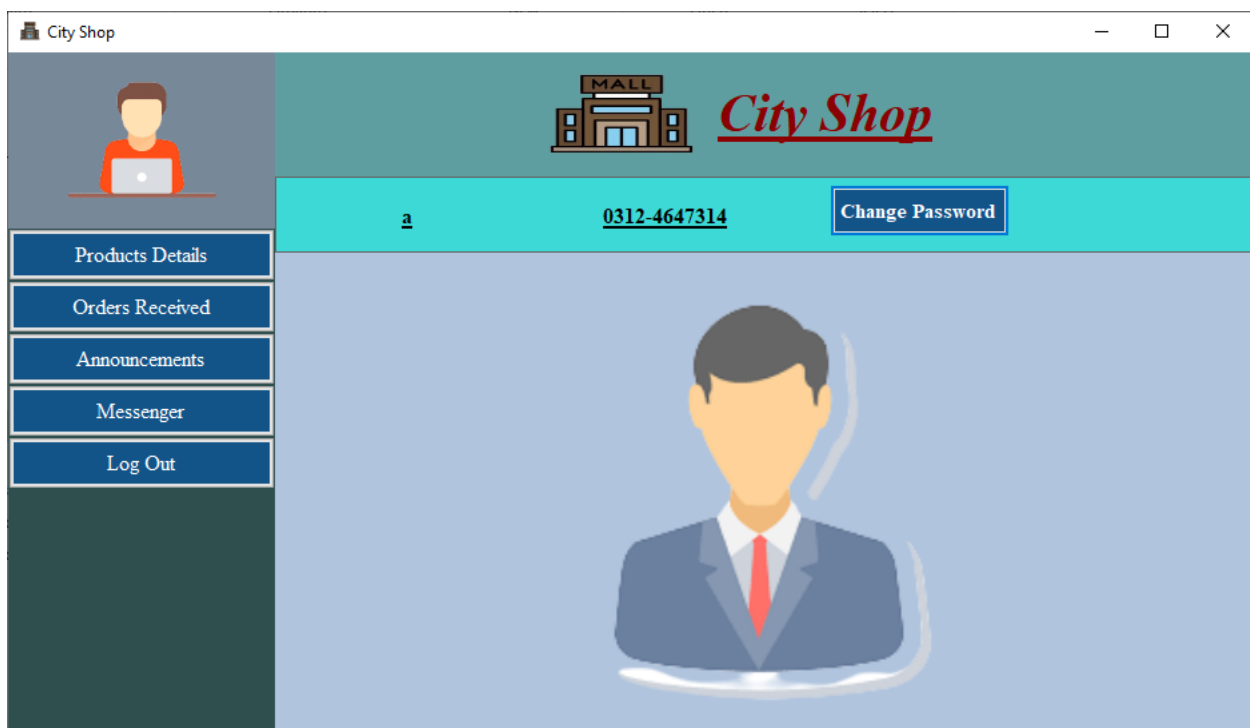 City Shop
MALL
City Shop
a
0312-4647314
Change Password
Products Details
Orders Received
Announcements
Messenger
Log Out